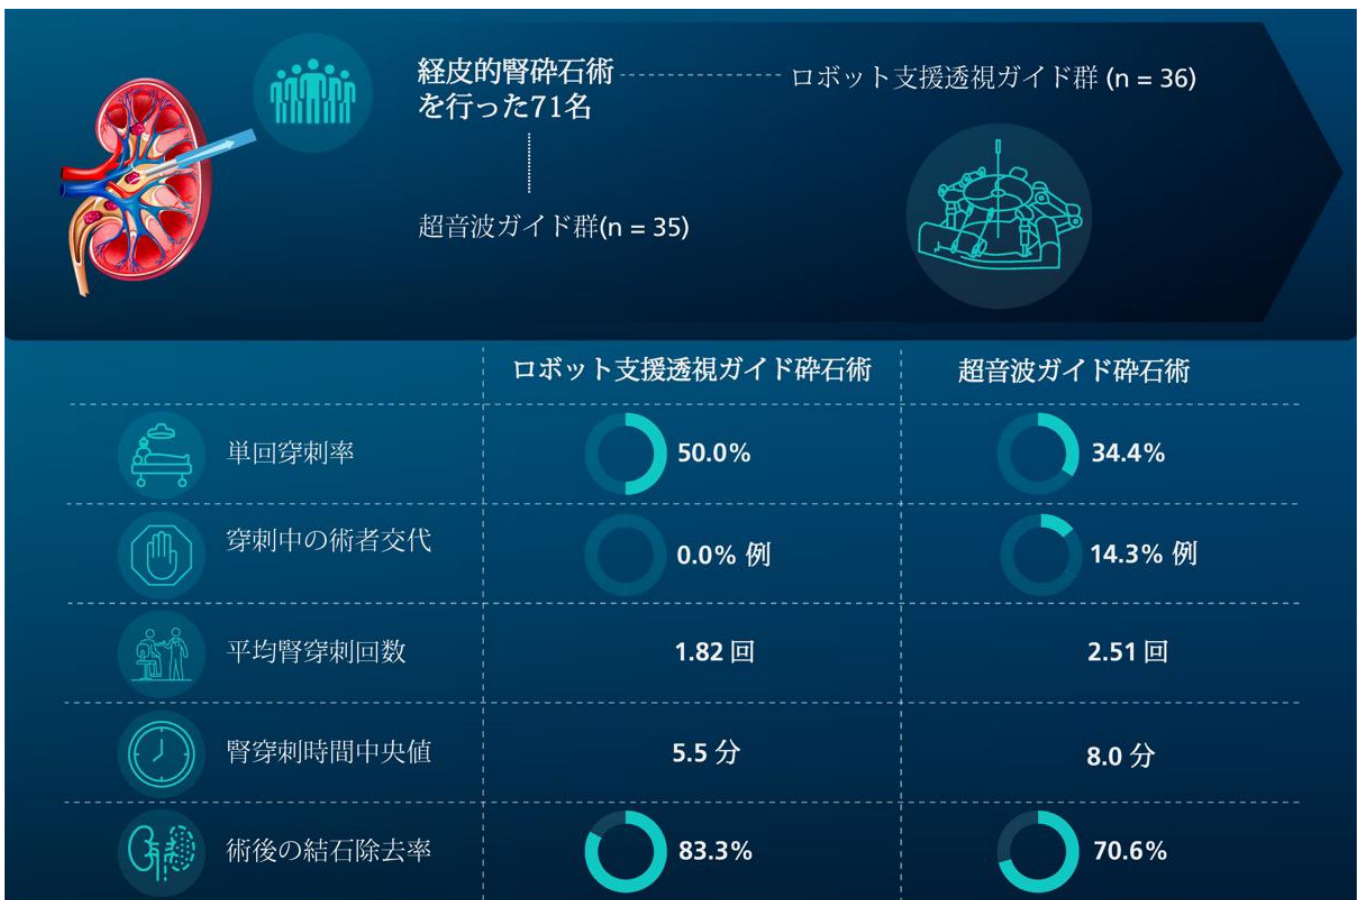 経皮的腎砕石術
を行った71名
ロボット支援透視ガイド群 (n = 36)
超音波ガイド群(n = 35)
ロボット支援透視ガイド砕石術 超音波ガイド砕石術
単回穿刺率 50.0% 34.4%
穿刺中の術者交代 0.0% 例 14.3% 例
平均腎穿刺回数 1.82 回 2.51 回
腎穿刺時間中央値 5.5 分 8.0 分
術後の結石除去率 83.3% 70.6%